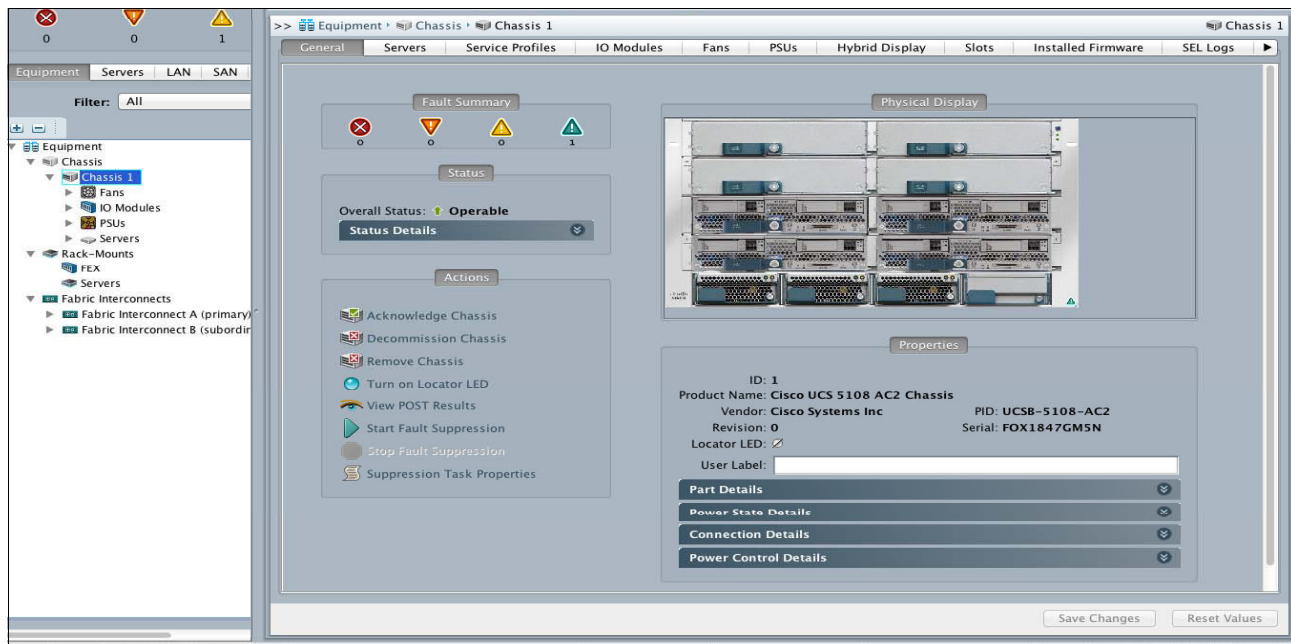 0 0 1
Equipment Servers LAN SAN
Filter: All
Equipment
Chassis
Chassis 1
Fans
IO Modules
PSUs
Servers
Rack-Mounts
FEX
Servers
Fabric Interconnects
Fabric Interconnect A (primary)
Fabric Interconnect B (subordin
>> Equipment Chassis Chassis 1
Chassis 1
General Servers Service Profiles IO Modules Fans PSUs Hybrid Display Slots Installed Firmware SEL Logs
Fault Summary
0 0 0 1
Status
Overall Status: Operable
Status Details
Actions
Acknowledge Chassis
Decommission Chassis
Remove Chassis
Turn on Locator LED
View POST Results
Start Fault Suppression
Stop Fault Suppression
Suppression Task Properties
Physical Display
Properties
ID: 1
Product Name: Cisco UCS 5108 AC2 Chassis
Vendor: Cisco Systems Inc PID: UCSB-5108-AC2
Revision: 0 Serial: FOX1847GM5N
Locator LED:
User Label:
Part Details
Power State Details
Connection Details
Power Control Details
Save Changes Reset Values